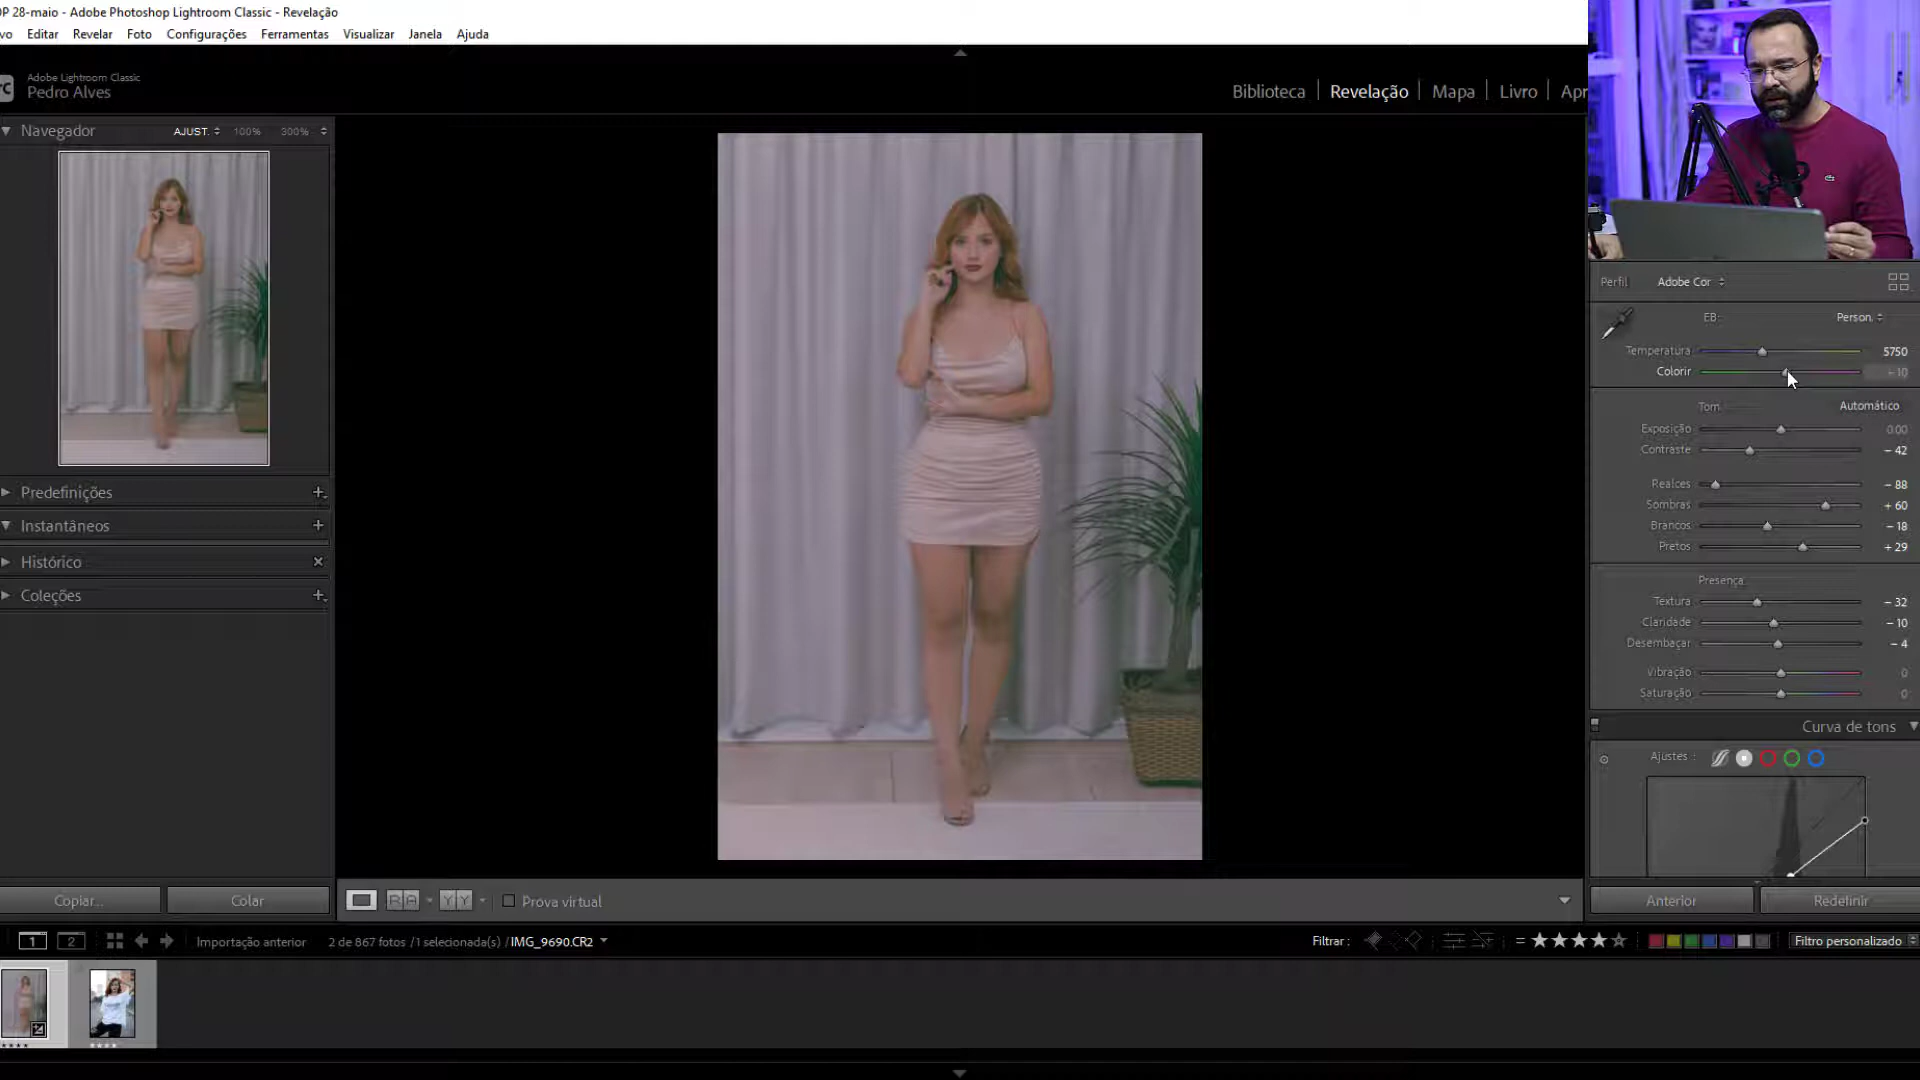 OP 28-maio - Adobe Photoshop Lightroom Classic - Revelação
vo Editar Revelar Foto Configurações Ferramentas Visualizar Janela Ajuda
rC
Adobe Lightroom Classic
Pedro Alves
Biblioteca | Revelação | Mapa | Livro | Apr
Navegador AJUST. 100% 300%
Predefinições +
Instantâneos +
Histórico ×
Coleções +
Copiar... Colar
Perfil Adobe Cor
EB: Person.
Temperatura 5750
Colorir
Tom Automático
Exposição 0,00
Contraste - 42
Realces - 88
Sombras + 60
Brancos - 18
Pretos + 29
Presença
Textura - 32
Claridade - 10
Desembaçar - 4
Vibração 0
Saturação 0
Curva de tons
Ajustes :
Anterior Redefinir
R A Y Y Prova virtual
1 2 Importação anterior 2 de 867 fotos /1 selecionada(s) /IMG_9690.CR2 Filtrar : = ★★★★☆ Filtro personalizado